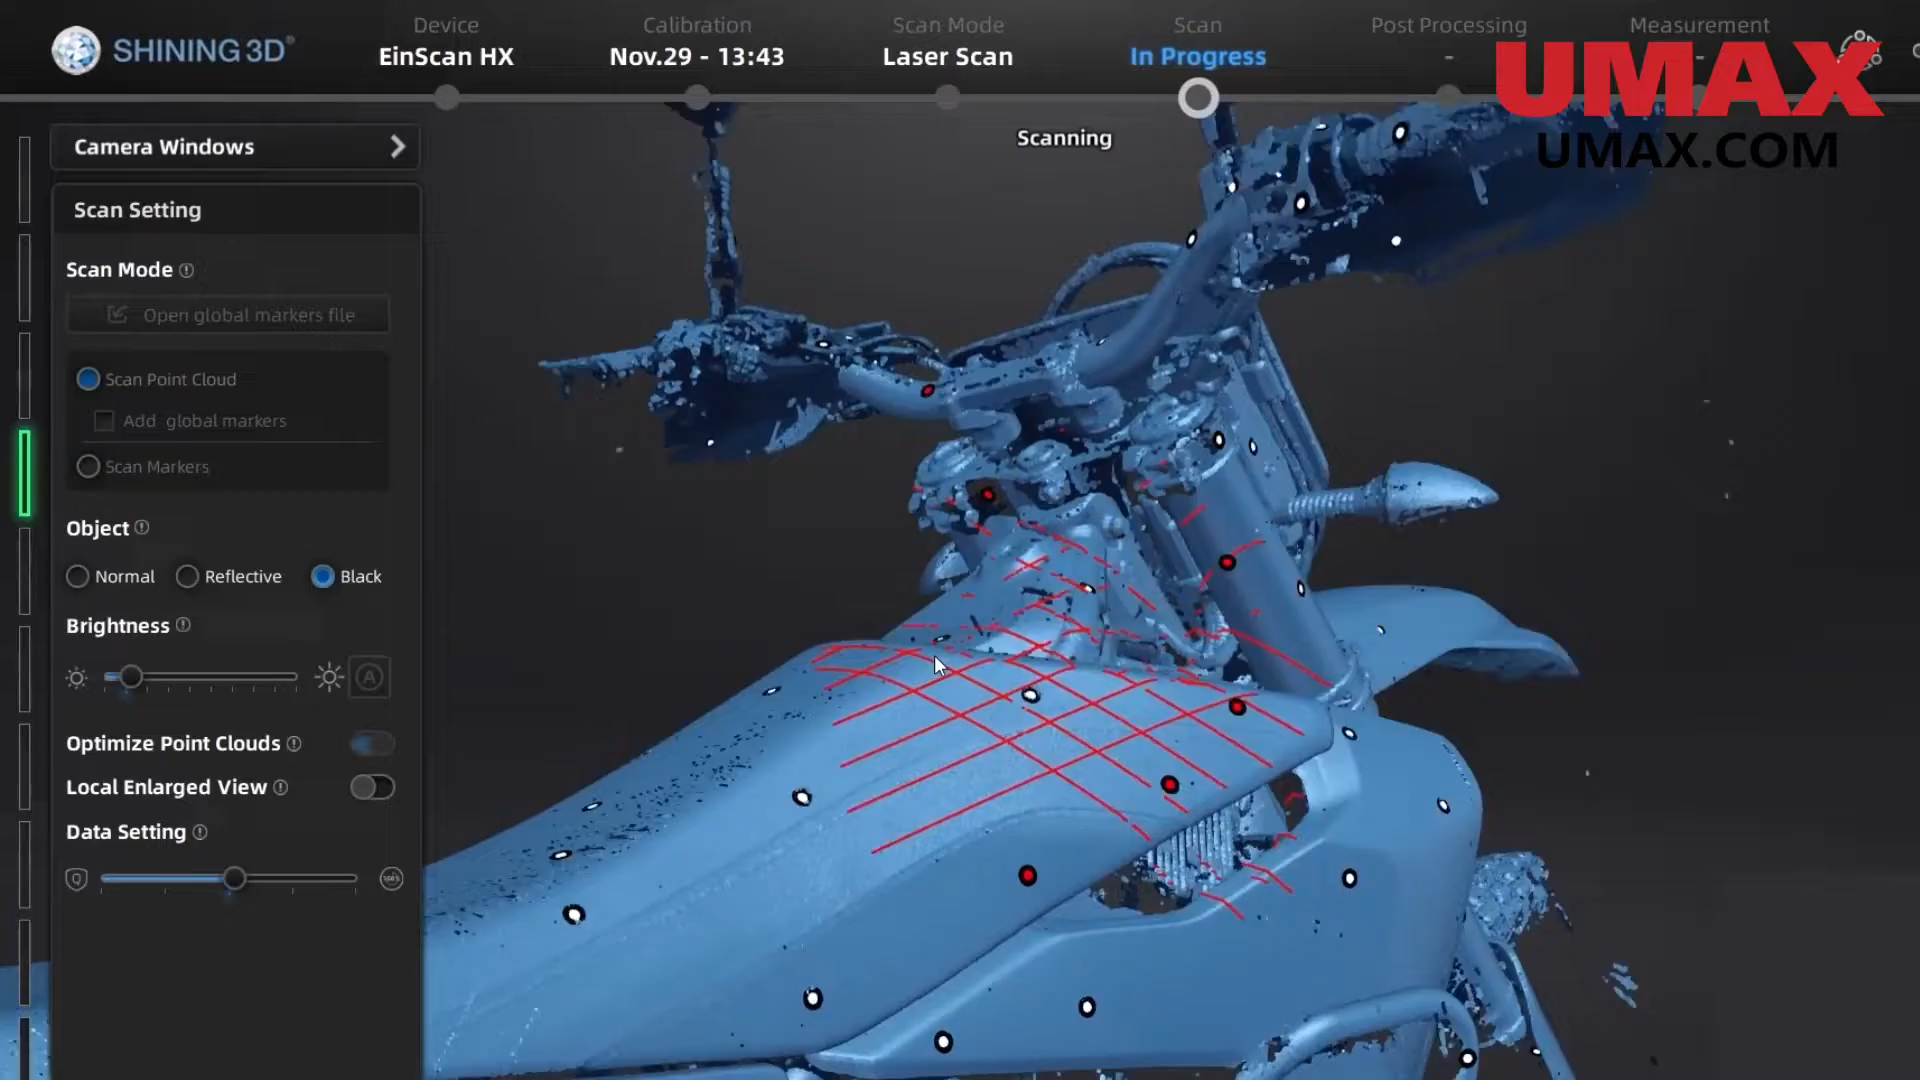 SHINING 3D®
Device
EinScan HX
Calibration
Nov.29 - 13:43
Scan Mode
Laser Scan
Scan
In Progress
Post Processing
-
Measurement
-
UMAX
UMAX.COM
Scanning
Camera Windows
Scan Setting
Scan Mode
Open global markers file
Scan Point Cloud
Add global markers
Scan Markers
Object
Normal Reflective Black
Brightness
A
Optimize Point Clouds
Local Enlarged View
Data Setting
Q